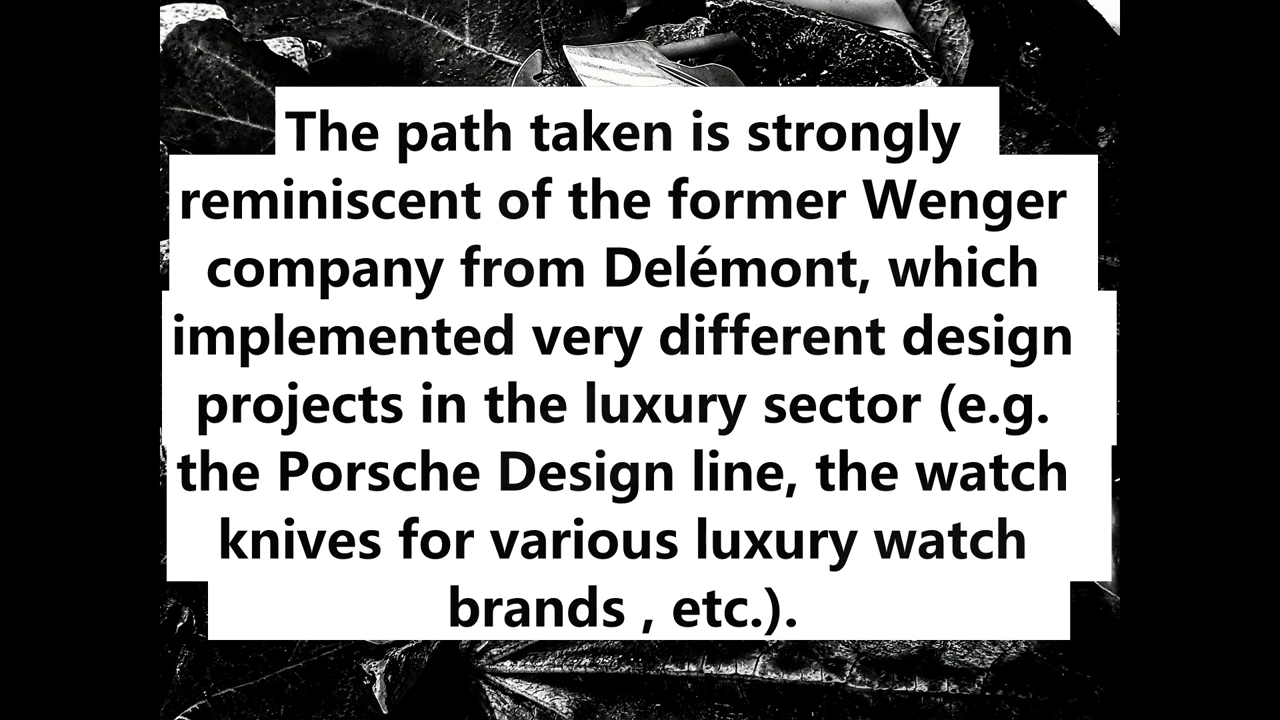 The path taken is strongly
reminiscent of the former Wenger
company from Delémont, which
implemented very different design
projects in the luxury sector (e.g.
the Porsche Design line, the watch
knives for various luxury watch
brands , etc.).